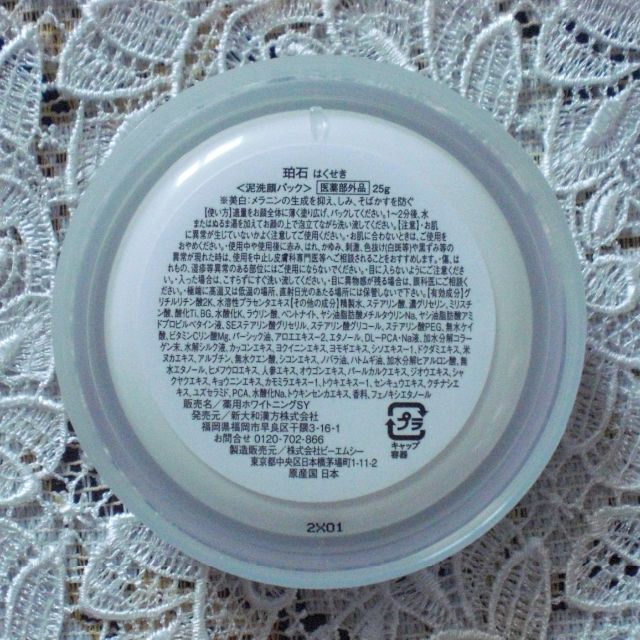 珀石 はくせき
<泥洗顔パック> 医薬部外品 25g
※美白:メラニンの生成を抑え、しみ、そばかすを防ぐ
【使い方】適量をお顔全体に薄く塗り広げ、パックしてください。1~2分後、水
またはぬるま湯を加えてお顔の上で泡立てながら洗い流してください。【注意】・お肌
に異常が生じていないかよく注意して使用してください。・お肌に合わないときは、ご使用を
おやめください。・使用中や使用後に赤み、はれ、かゆみ、刺激、色抜け(白斑等)や黒ずみ等の
異常が現れた時は、使用を中止し皮膚科専門医等へご相談されることをおすすめします。・傷、は
れもの、湿疹等異常のある部位にはご使用にならないでください。・目に入らないようにご注意くださ
い。入った場合は、こすらずすぐに洗い流してください。・目に異物感が残る場合は、眼科医にご相談くださ
い。・極端に高温又は低温の場所、直射日光のあたる場所には保管しないで下さい。【有効成分】グ
リチルリチン酸2K、水溶性プラセンタエキス【その他の成分】精製水、ステアリン酸、濃グリセリン、ミリスチ
ン酸、酸化Ti、BG、水酸化K、ラウリン酸、ベントナイト、ヤシ油脂肪酸メチルタウリンNa、ヤシ油脂肪酸アミ
ドプロピルベタイン液、SEステアリン酸グリセリル、ステアリン酸グリコール、ステアリン酸PEG、無水ケイ
酸、ビタミンCリン酸Mg、パーシック油、アロエエキス-2、エタノール、DL-PCA・Na液、加水分解コラー
ゲン末、水解シルク液、カッコンエキス、ヨクイニンエキス、ヨモギエキス、シソエキス-1、ドクダミエキス、米
ヌカエキス、アルブチン、無水クエン酸、シコンエキス、ノバラ油、ハトムギ油、加水分解ヒアルロン酸、無
水エタノール、ヒメフウロエキス、人参エキス、オウゴンエキス、パールカルクエキス、ジオウエキス、シャ
クヤクエキス、キョウニンエキス、カモミラエキス-1、トウキエキス-1、センキュウエキス、クチナシ
エキス、ユズセラミド、PCA、水酸化Na、トウキンセンカエキス、香料、フェノキシエタノール
販売名/薬用ホワイトーニングSY
発売元/新大和漢方株式会社
福岡県福岡市早良区干隈3-16-1
お問合せ 0120-702-866
製造販売元/株式会社ビーエムシー
東京都中央区日本橋茅場町1-11-2
原産国 日本
プラ
キャップ
容器
2X01